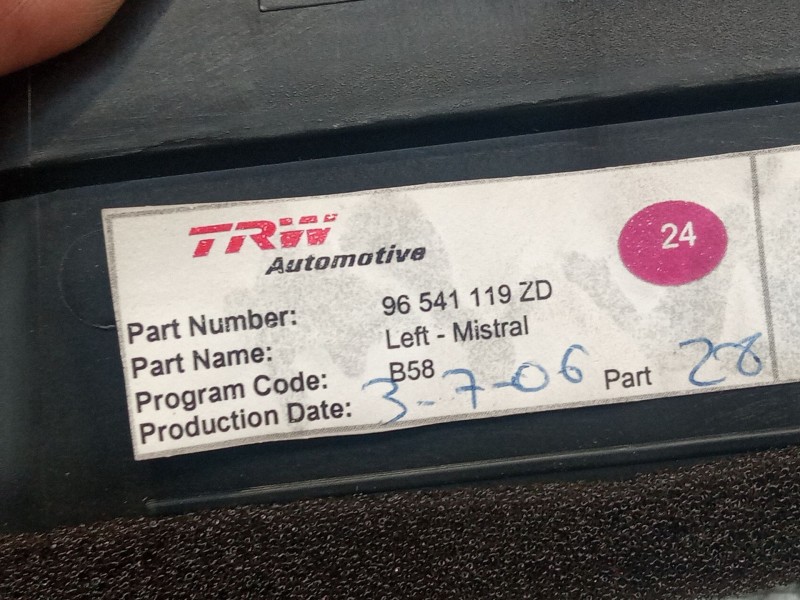 TRW
Automotive
24
Part Number: 96 541 119 ZD
Part Name: Left - Mistral
Program Code: B58
Production Date: 3-7-06 Part 28